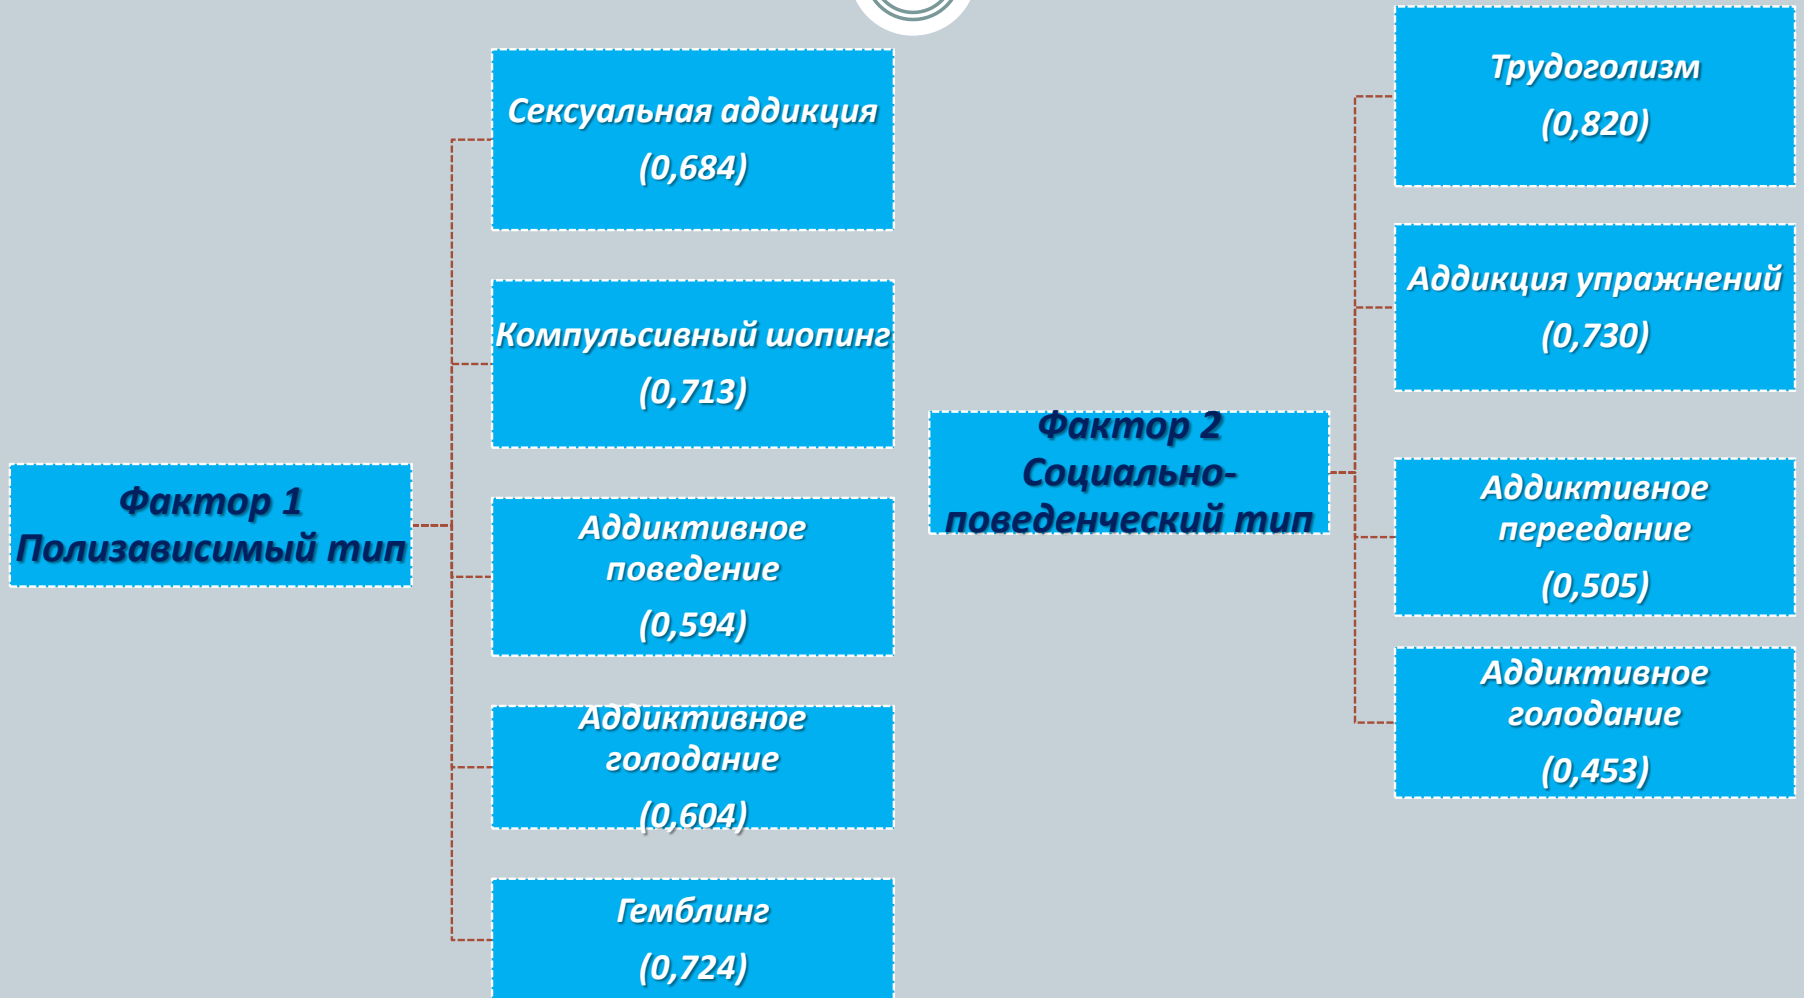 Фактор 1
Полизависимый тип
Сексуальная аддикция
(0,684)
Компульсивный шопинг
(0,713)
Аддиктивное
поведение
(0,594)
Аддиктивное
голодание
(0,604)
Гемблинг
(0,724)
Фактор 2
Социально-
поведенческий тип
Трудоголизм
(0,820)
Аддикция упражнений
(0,730)
Аддиктивное
переедание
(0,505)
Аддиктивное
голодание
(0,453)